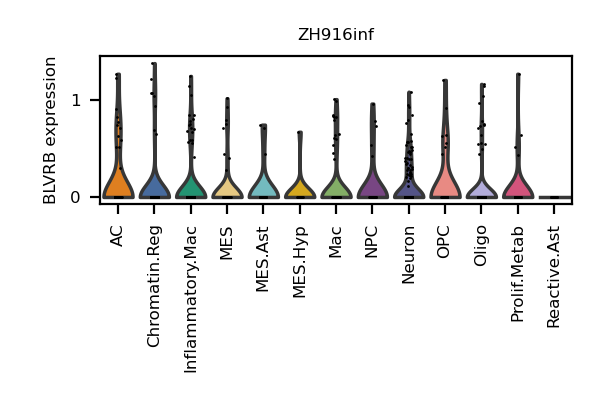 ZH916inf
BLVRB expression
1
0
AC
Chromatin.Reg
Inflammatory.Mac
MES
MES.Ast
MES.Hyp
Mac
NPC
Neuron
OPC
Oligo
Prolif.Metab
Reactive.Ast